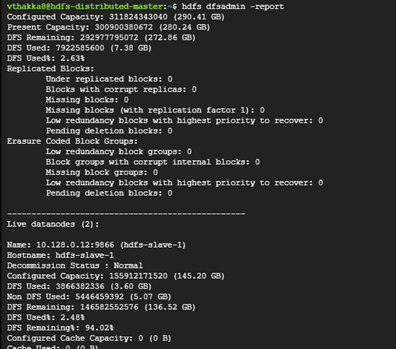 vthakka8@hdfs-distributed-master:~$ hdfs dfsadmin -report
Configured Capacity: 311824343040 (290.41 GB)
Present Capacity: 300900380672 (280.24 GB)
DFS Remaining: 292977795072 (272.86 GB)
DFS Used: 7922585600 (7.38 GB)
DFS Used%: 2.63%
Replicated Blocks:
Under replicated blocks: 0
Blocks with corrupt replicas: 0
Missing blocks: 0
Missing blocks (with replication factor 1): 0
Low redundancy blocks with highest priority to recover: 0
Pending deletion blocks: 0
Erasure Coded Block Groups:
Low redundancy block groups: 0
Block groups with corrupt internal blocks: 0
Missing block groups: 0
Low redundancy blocks with highest priority to recover: 0
Pending deletion blocks: 0
-------------------------------------------------
Live datanodes (2):
Name: 10.128.0.12:9866 (hdfs-slave-1)
Hostname: hdfs-slave-1
Decommission Status : Normal
Configured Capacity: 155912171520 (145.20 GB)
DFS Used: 3866382336 (3.60 GB)
Non DFS Used: 5446459392 (5.07 GB)
DFS Remaining: 146582552576 (136.52 GB)
DFS Used%: 2.48%
DFS Remaining%: 94.02%
Configured Cache Capacity: 0 (0 B)
Cache Used: 0 (0 B)